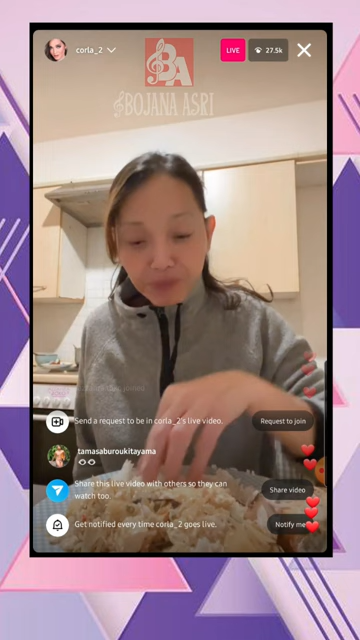 corla_2
LIVE
27.5k
BA
BOJANA ASRI
Send a request to be in corla_2's live video.
Request to join
tamasaburoukitayama
Share this live video with others so they can
watch too.
Share video
Get notified every time corla_2 goes live.
Notify me